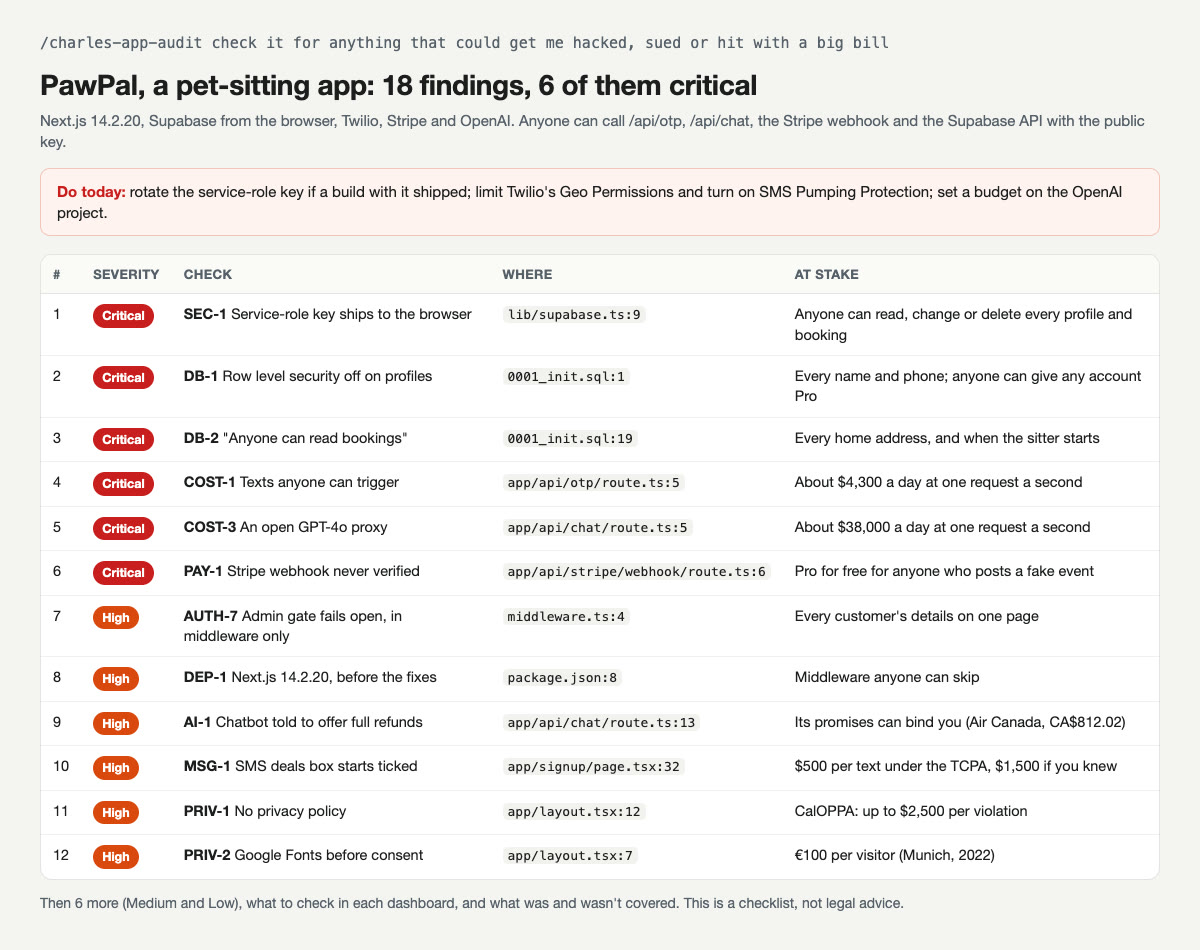 /charles-app-audit check it for anything that could get me hacked, sued or hit with a big bill
PawPal, a pet-sitting app: 18 findings, 6 of them critical
Next.js 14.2.20, Supabase from the browser, Twilio, Stripe and OpenAI. Anyone can call /api/otp, /api/chat, the Stripe webhook and the Supabase API with the public
key.
Do today: rotate the service-role key if a build with it shipped; limit Twilio's Geo Permissions and turn on SMS Pumping Protection; set a budget on the OpenAI
project.
# SEVERITY CHECK WHERE AT STAKE
1 Critical SEC-1 Service-role key ships to the browser lib/supabase.ts:9 Anyone can read, change or delete every profile and
booking
2 Critical DB-1 Row level security off on profiles 0001_init.sql:1 Every name and phone; anyone can give any account
Pro
3 Critical DB-2 "Anyone can read bookings" 0001_init.sql:19 Every home address, and when the sitter starts
4 Critical COST-1 Texts anyone can trigger app/api/otp/route.ts:5 About $4,300 a day at one request a second
5 Critical COST-3 An open GPT-4o proxy app/api/chat/route.ts:5 About $38,000 a day at one request a second
6 Critical PAY-1 Stripe webhook never verified app/api/stripe/webhook/route.ts:6 Pro for free for anyone who posts a fake event
7 High AUTH-7 Admin gate fails open, in middleware.ts:4 Every customer's details on one page
middleware only
8 High DEP-1 Next.js 14.2.20, before the fixes package.json:8 Middleware anyone can skip
9 High AI-1 Chatbot told to offer full refunds app/api/chat/route.ts:13 Its promises can bind you (Air Canada, CA$812.02)
10 High MSG-1 SMS deals box starts ticked app/signup/page.tsx:32 $500 per text under the TCPA, $1,500 if you knew
11 High PRIV-1 No privacy policy app/layout.tsx:12 CalOPPA: up to $2,500 per violation
12 High PRIV-2 Google Fonts before consent app/layout.tsx:7 €100 per visitor (Munich, 2022)
Then 6 more (Medium and Low), what to check in each dashboard, and what was and wasn't covered. This is a checklist, not legal advice.